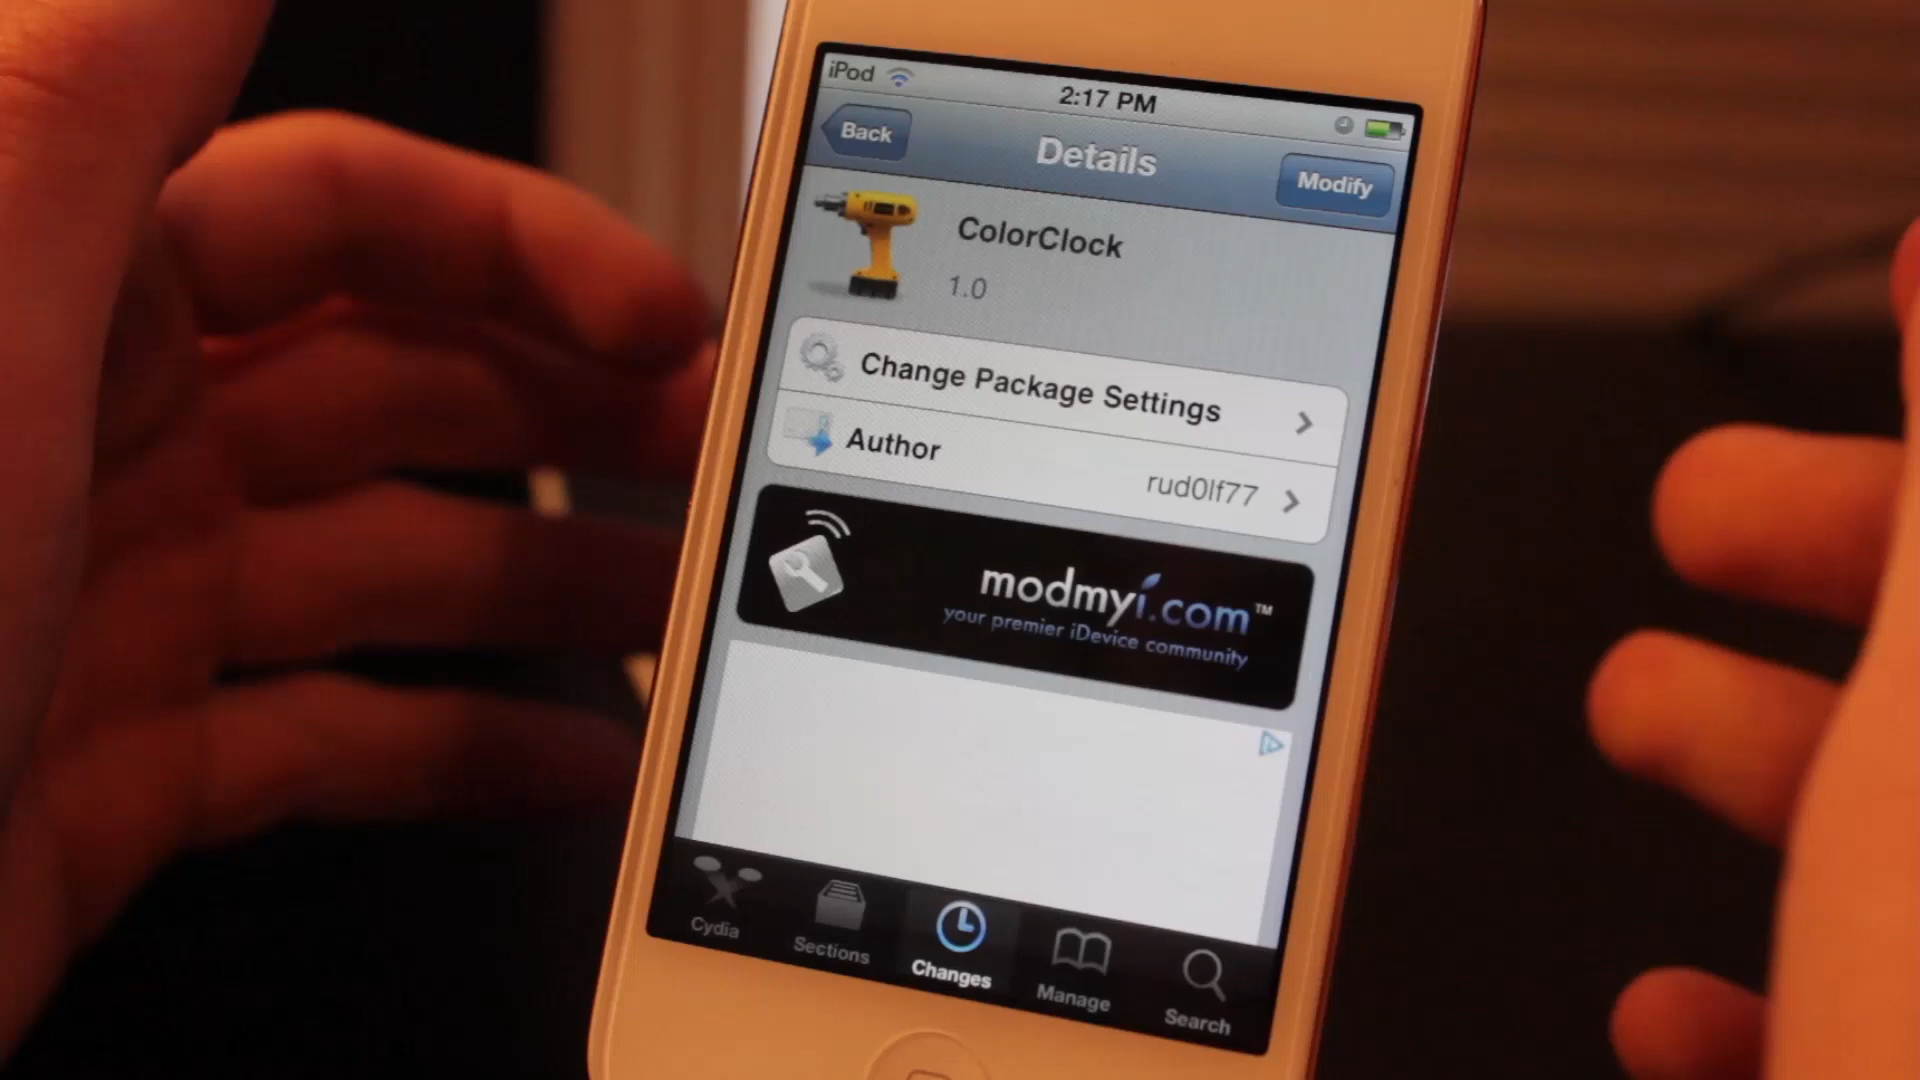 iPod
2:17 PM
Back
Details
Modify
ColorClock
1.0
Change Package Settings
Author
rud0lf77
modmyi.com™
your premier iDevice community
Cydia
Sections
Changes
Manage
Search